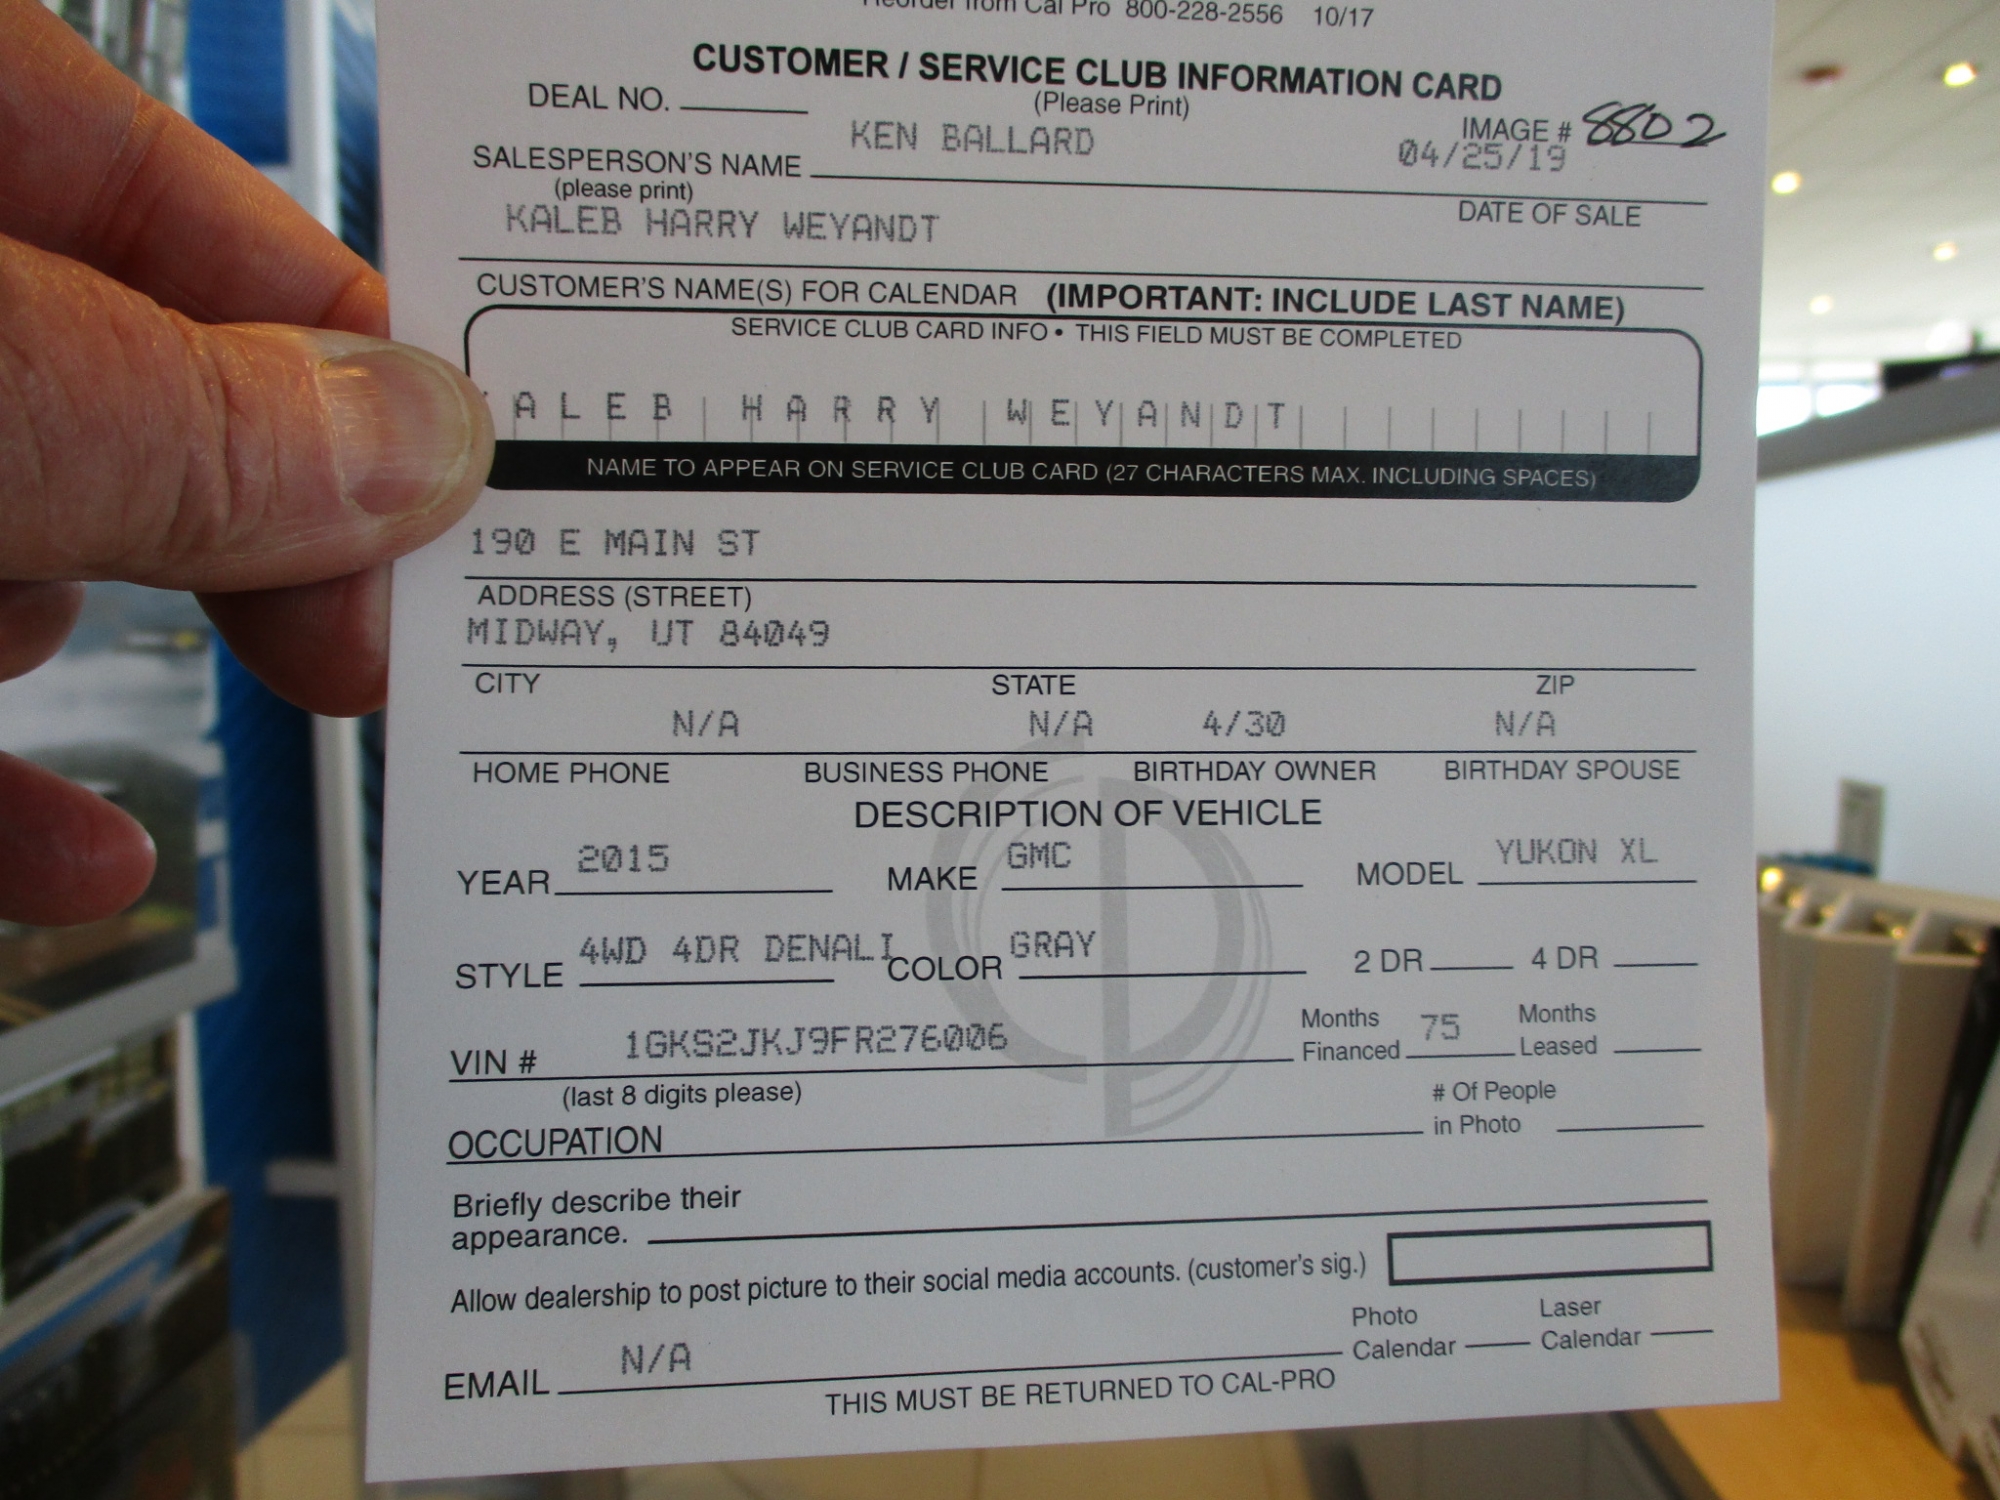 Reorder from Cal Pro 800-228-2556 10/17
CUSTOMER / SERVICE CLUB INFORMATION CARD
DEAL NO. (Please Print)
IMAGE # 8802
KEN BALLARD 04/25/19
SALESPERSON'S NAME
(please print) DATE OF SALE
KALEB HARRY WEYANDT
CUSTOMER'S NAME(S) FOR CALENDAR (IMPORTANT: INCLUDE LAST NAME)
SERVICE CLUB CARD INFO • THIS FIELD MUST BE COMPLETED
ALEB HARRY WEYANDT
NAME TO APPEAR ON SERVICE CLUB CARD (27 CHARACTERS MAX. INCLUDING SPACES)
190 E MAIN ST
ADDRESS (STREET)
MIDWAY, UT 84049
CITY STATE ZIP
N/A N/A 4/30 N/A
HOME PHONE BUSINESS PHONE BIRTHDAY OWNER BIRTHDAY SPOUSE
DESCRIPTION OF VEHICLE
YEAR 2015 MAKE GMC MODEL YUKON XL
STYLE 4WD 4DR DENALI COLOR GRAY 2 DR 4 DR
VIN # 1GKS2JKJ9FR276006 Months Financed 75 Months Leased
(last 8 digits please)
# Of People
OCCUPATION in Photo
Briefly describe their
appearance.
Allow dealership to post picture to their social media accounts. (customer's sig.)
Photo Laser
Calendar Calendar
EMAIL N/A
THIS MUST BE RETURNED TO CAL-PRO